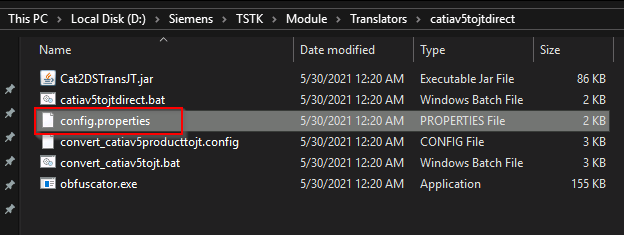 This PC > Local Disk (D:) > Siemens > TSTK > Module > Translators > catiav5tojtdirect
Name Date modified Type Size
Cat2DSTransJT.jar 5/30/2021 12:20 AM Executable Jar File 86 KB
catiav5tojtdirect.bat 5/30/2021 12:20 AM Windows Batch File 2 KB
config.properties 5/30/2021 12:20 AM PROPERTIES File 2 KB
convert_catiav5producttojt.config 5/30/2021 12:20 AM CONFIG File 3 KB
convert_catiav5tojt.bat 5/30/2021 12:20 AM Windows Batch File 3 KB
obfuscator.exe 5/30/2021 12:20 AM Application 155 KB